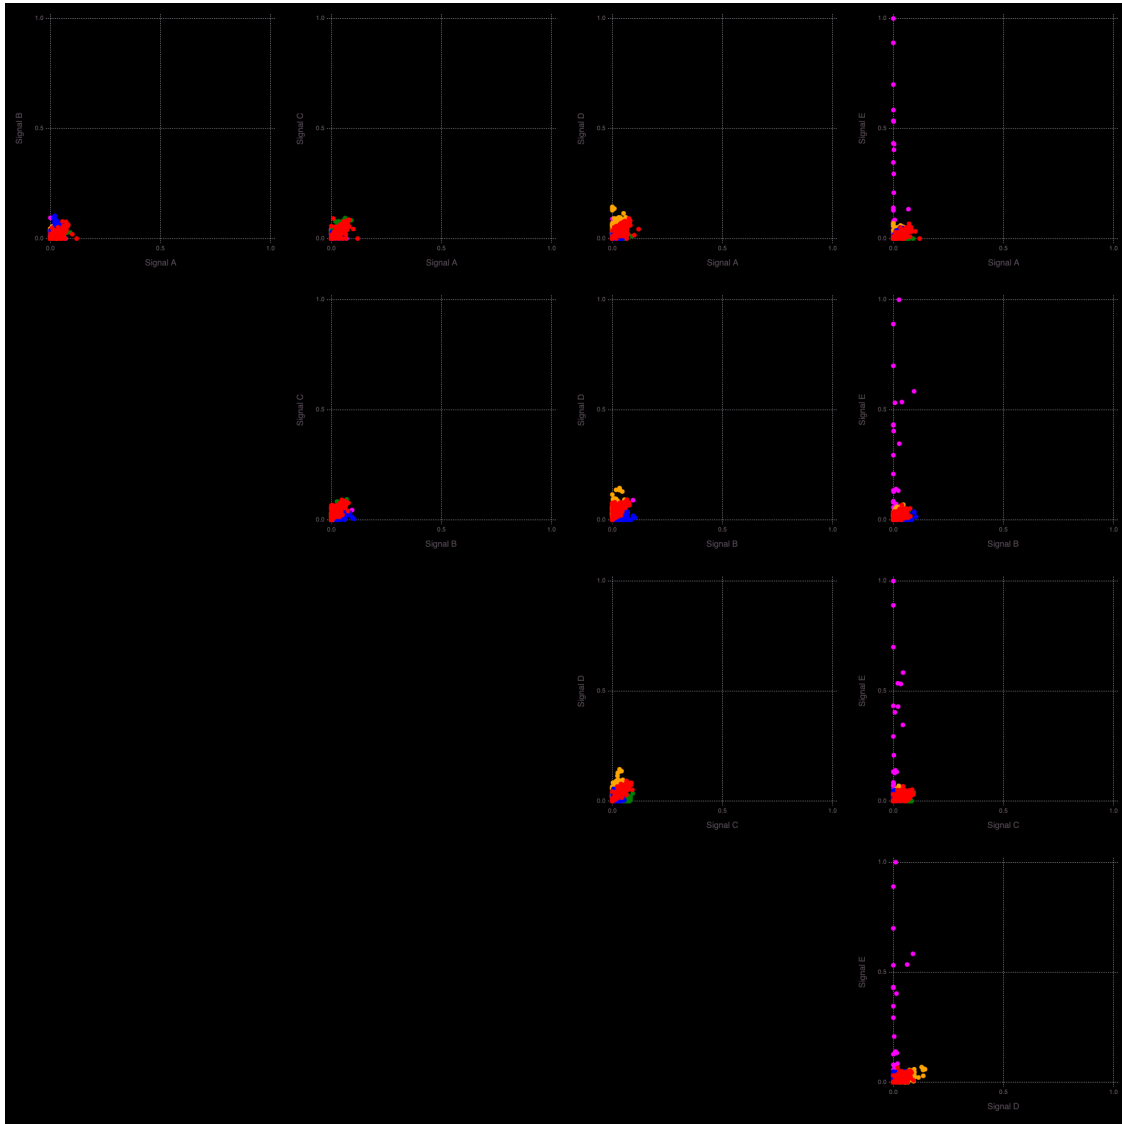 1.0 1.0 1.0 1.0
Signal B 0.5 Signal C 0.5 Signal D 0.5 Signal E 0.5
0.0 0.0 0.0 0.0
0.0 0.5 1.0 0.0 0.5 1.0 0.0 0.5 1.0 0.0 0.5 1.0
Signal A Signal A Signal A Signal A
1.0 1.0 1.0
Signal C 0.5 Signal D 0.5 Signal E 0.5
0.0 0.0 0.0
0.0 0.5 1.0 0.0 0.5 1.0 0.0 0.5 1.0
Signal B Signal B Signal B
1.0 1.0
Signal D 0.5 Signal E 0.5
0.0 0.0
0.0 0.5 1.0 0.0 0.5 1.0
Signal C Signal C
1.0
Signal E 0.5
0.0
0.0 0.5 1.0
Signal D